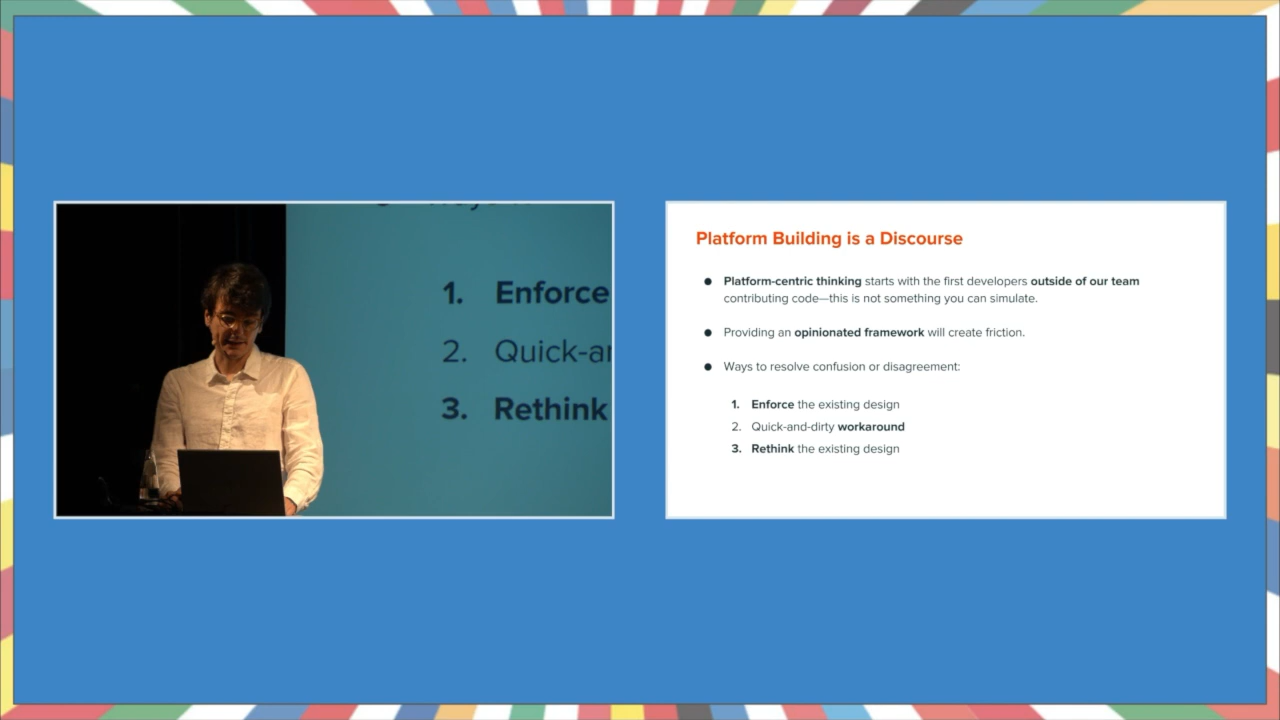 1. Enforce
2.
3. Rethink
Platform Building is a Discourse
● Platform-centric thinking starts with the first developers outside of our team
contributing code—this is not something you can simulate.
● Providing an opinionated framework will create friction.
● Ways to resolve confusion or disagreement:
1. Enforce the existing design
2. Quick-and-dirty workaround
3. Rethink the existing design